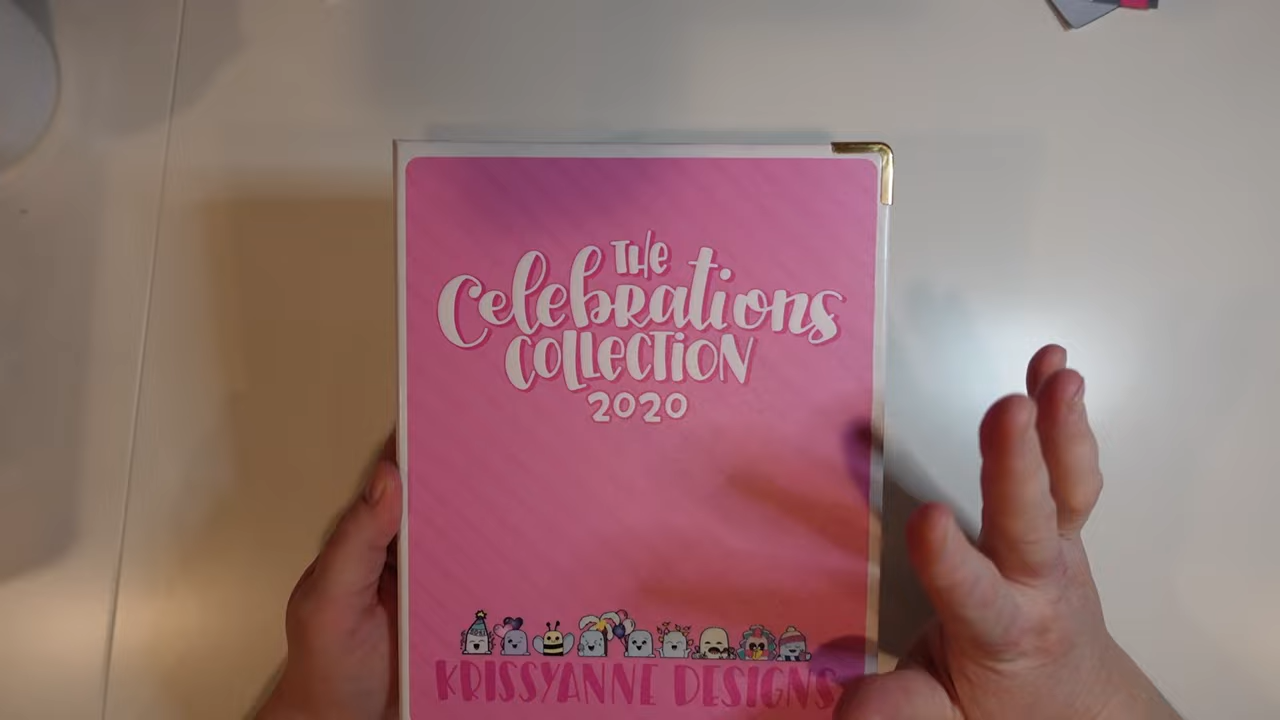 THE
Celebrations
COLLECTION
2020
KRISSYANNE DESIGNS